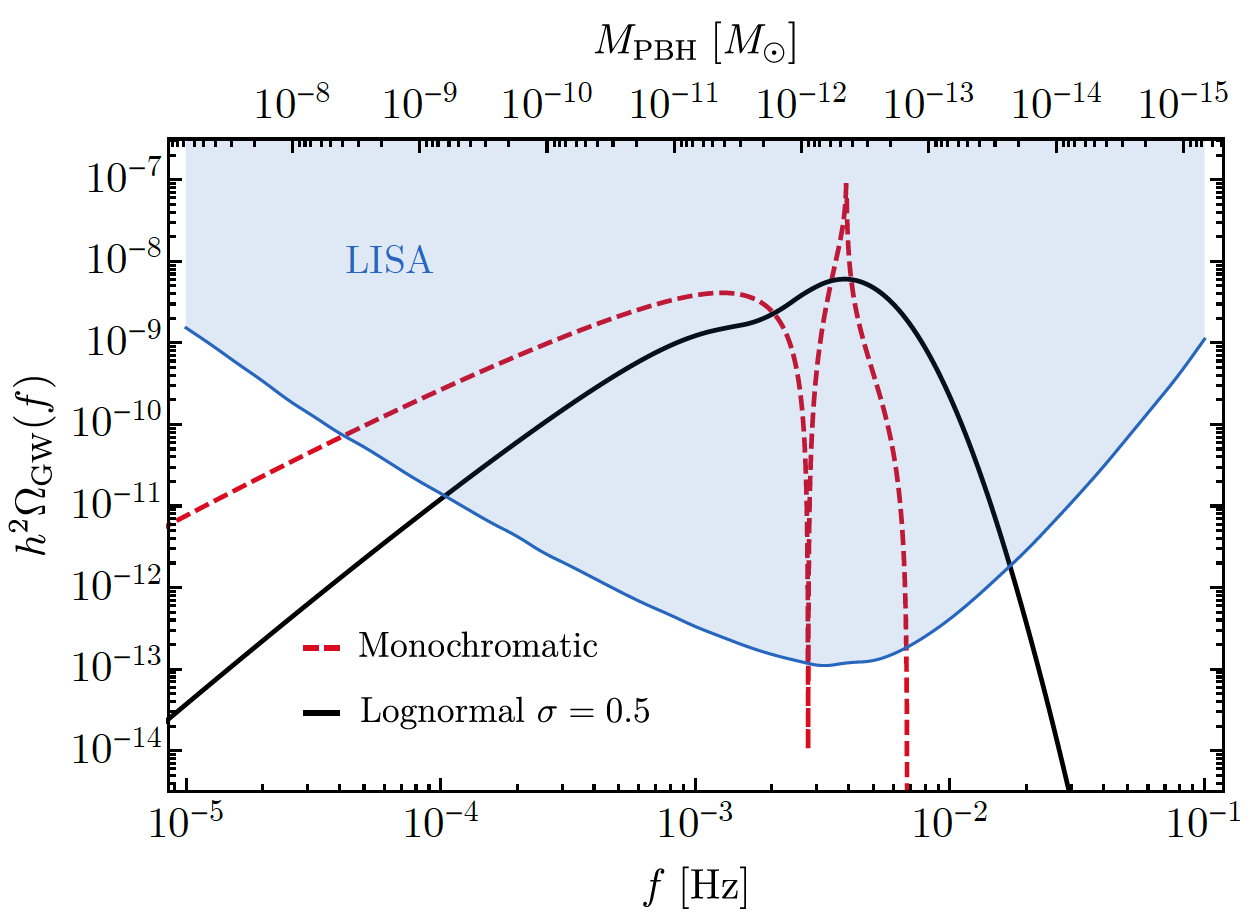 M_PBH [M_⊙]
10⁻⁸ 10⁻⁹ 10⁻¹⁰ 10⁻¹¹ 10⁻¹² 10⁻¹³ 10⁻¹⁴ 10⁻¹⁵
10⁻⁷
10⁻⁸
10⁻⁹
10⁻¹⁰
10⁻¹¹
10⁻¹²
10⁻¹³
10⁻¹⁴
h²Ω_GW(f)
LISA
Monochromatic
Lognormal σ = 0.5
10⁻⁵ 10⁻⁴ 10⁻³ 10⁻² 10⁻¹
f [Hz]